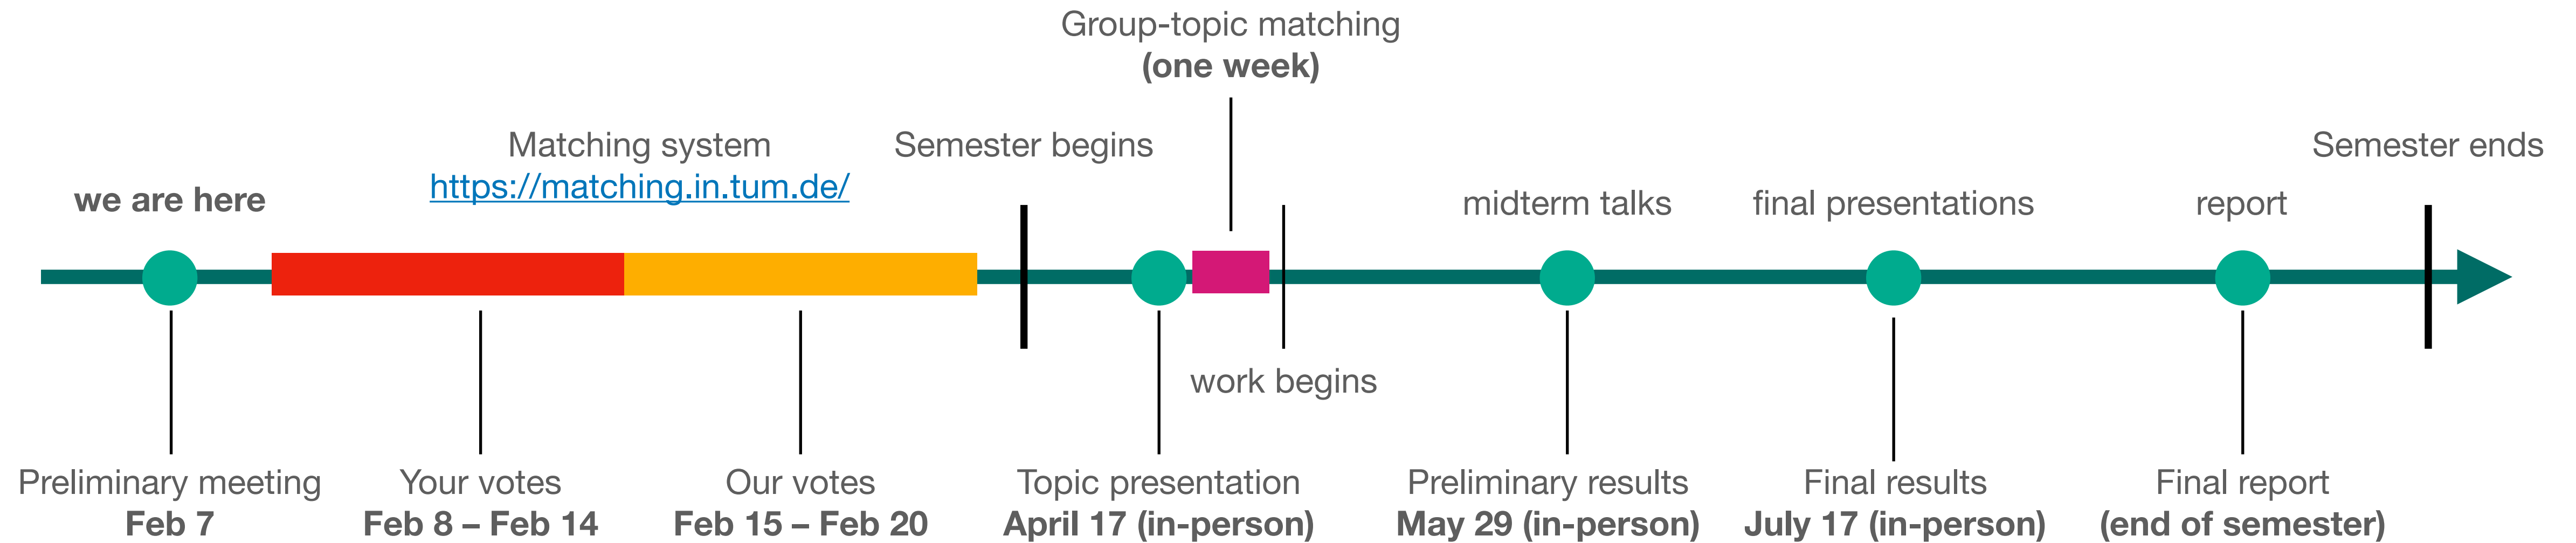 Group-topic matching
(one week)
Matching system
https://matching.in.tum.de/
Semester begins
Semester ends
we are here
midterm talks
final presentations
report
work begins
Preliminary meeting
Feb 7
Your votes
Feb 8 – Feb 14
Our votes
Feb 15 – Feb 20
Topic presentation
April 17 (in-person)
Preliminary results
May 29 (in-person)
Final results
July 17 (in-person)
Final report
(end of semester)